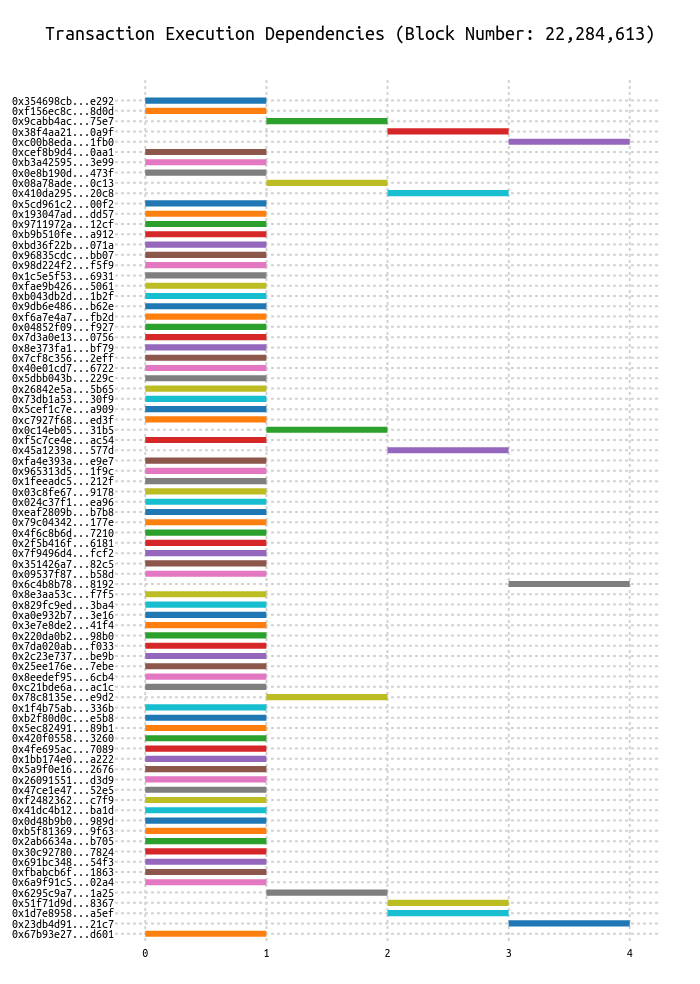 Transaction Execution Dependencies (Block Number: 22,284,613)
0x354698cb...e292
0xf156ec8c...8d0d
0x9cabb4ac...75e7
0x38f4aa21...0a9f
0xc00b8eda...1fb0
0xcef8b9d4...0aa1
0xb3a42595...3e99
0x0e8b190d...473f
0x08a78ade...0c13
0x410da295...20c8
0x5cd961c2...00f2
0x193047ad...dd57
0x9711972a...12cf
0xb9b510fe...a912
0xbd36f22b...071a
0x96835cdc...bb07
0x98d224f2...f5f9
0x1c5e5f53...6931
0xfae9b426...5061
0xb043db2d...1b2f
0x9db6e486...b62e
0xf6a7e4a7...fb2d
0x04852f09...f927
0x7d3a0e13...0756
0x8e373fa1...bf79
0x7cf8c356...2eff
0x40e01cd7...6722
0x5dbb043b...229c
0x26842e5a...5b65
0x73db1a53...30f9
0x5cef1c7e...a909
0xc7927f68...ed3f
0x0c14eb05...31b5
0xf5c7ce4e...ac54
0x45a12398...577d
0xfa4e393a...e9e7
0x965313d5...1f9c
0x1feeadc5...212f
0x03c8fe67...9178
0x024c37f1...ea96
0xeaf2809b...b7b8
0x79c04342...177e
0x4f6c8b6d...7210
0x2f5b416f...6181
0x7f9496d4...fcf2
0x351426a7...82c5
0x09537f87...b58d
0x6c4b8b78...8192
0x8e3aa53c...f7f5
0x829fc9ed...3ba4
0xa0e932b7...3e16
0x3e7e8de2...41f4
0x220da0b2...98b0
0x7da020ab...f033
0x2c23e737...be9b
0x25ee176e...7ebe
0x8eedef95...6cb4
0xc21bde6a...ac1c
0x78c8135e...e9d2
0x1f4b75ab...336b
0xb2f80d0c...e5b8
0x5ec82491...89b1
0x420f0558...3260
0x4fe695ac...7089
0x1bb174e0...a222
0x5a9f0e16...2676
0x26091551...d3d9
0x47ce1e47...52e5
0xf2482362...c7f9
0x41dc4b12...ba1d
0x0d48b9b0...989d
0xb5f81369...9f63
0x2ab6634a...b705
0x30c92780...7824
0x691bc348...54f3
0xfbabcb6f...1863
0x6a9f91c5...02a4
0x6295c9a7...1a25
0x51f71d9d...8367
0x1d7e8958...a5ef
0x23db4d91...21c7
0x67b93e27...d601
0 1 2 3 4